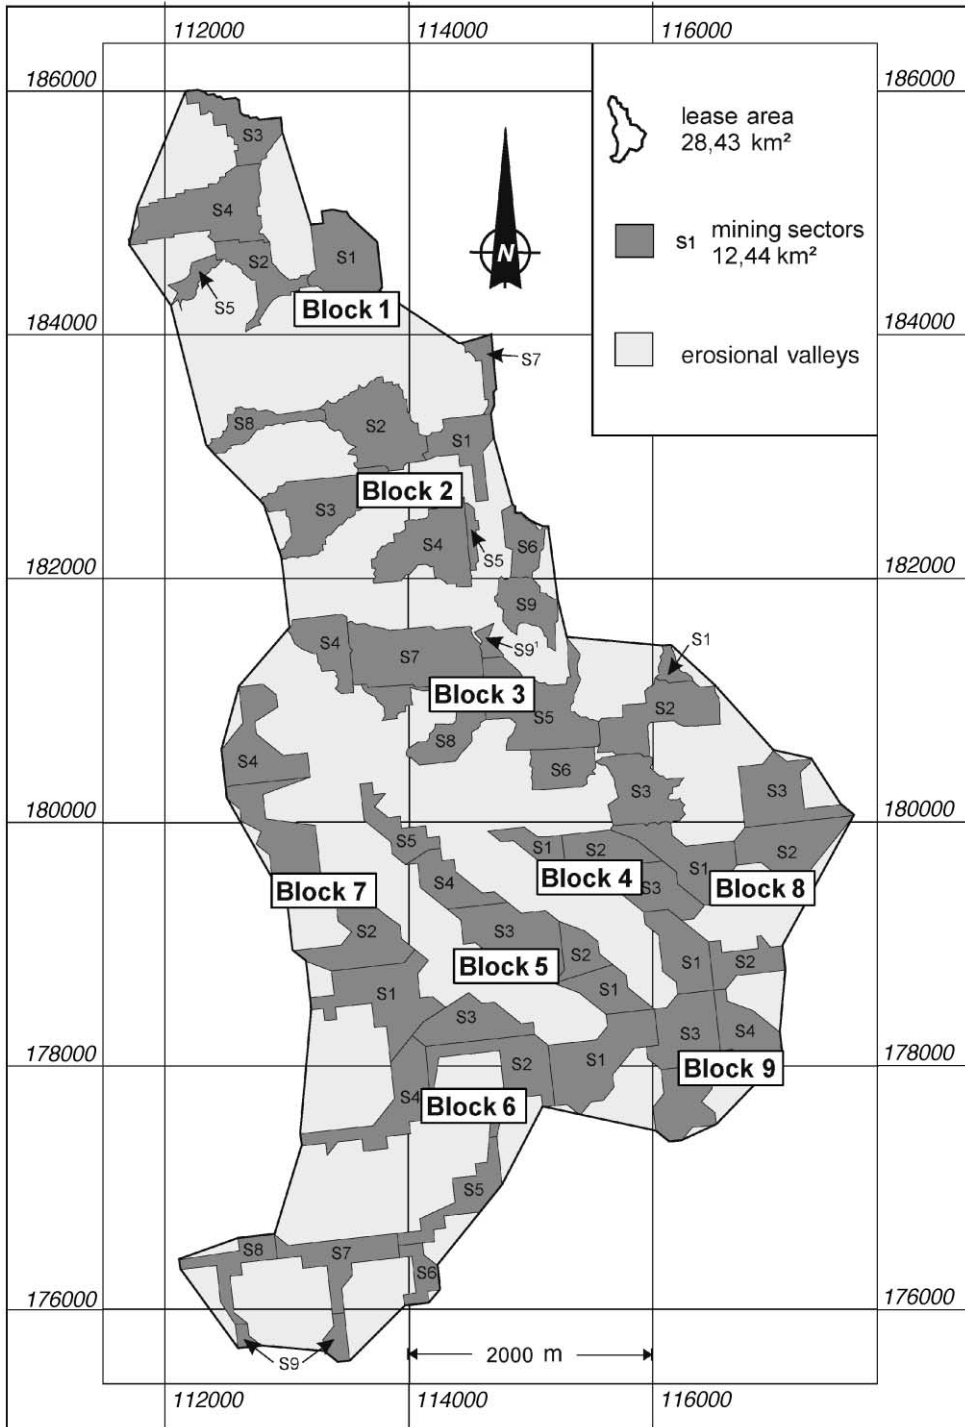 112000 114000 116000
186000 186000
lease area
28,43 km²
S3
S4
S1 mining sectors
12,44 km²
S2 S1
N
S5
Block 1
184000 184000
erosional valleys
S7
S8 S2 S1
Block 2
S3
S4 S5 S6
182000 182000
S9
S4 S7 S9¹ S1
Block 3
S5 S2
S8
S4 S6
S3 S3
180000 180000
S5 S1 S2 S1 S2
S4 Block 4 S3 Block 8
Block 7
S2 S3
S2 S1 S2
Block 5
S1 S1
S3 S3 S4
178000 178000
S2 S1
Block 9
S4 Block 6
S5
S8 S7
S6
176000 176000
2000 m
S9
112000 114000 116000